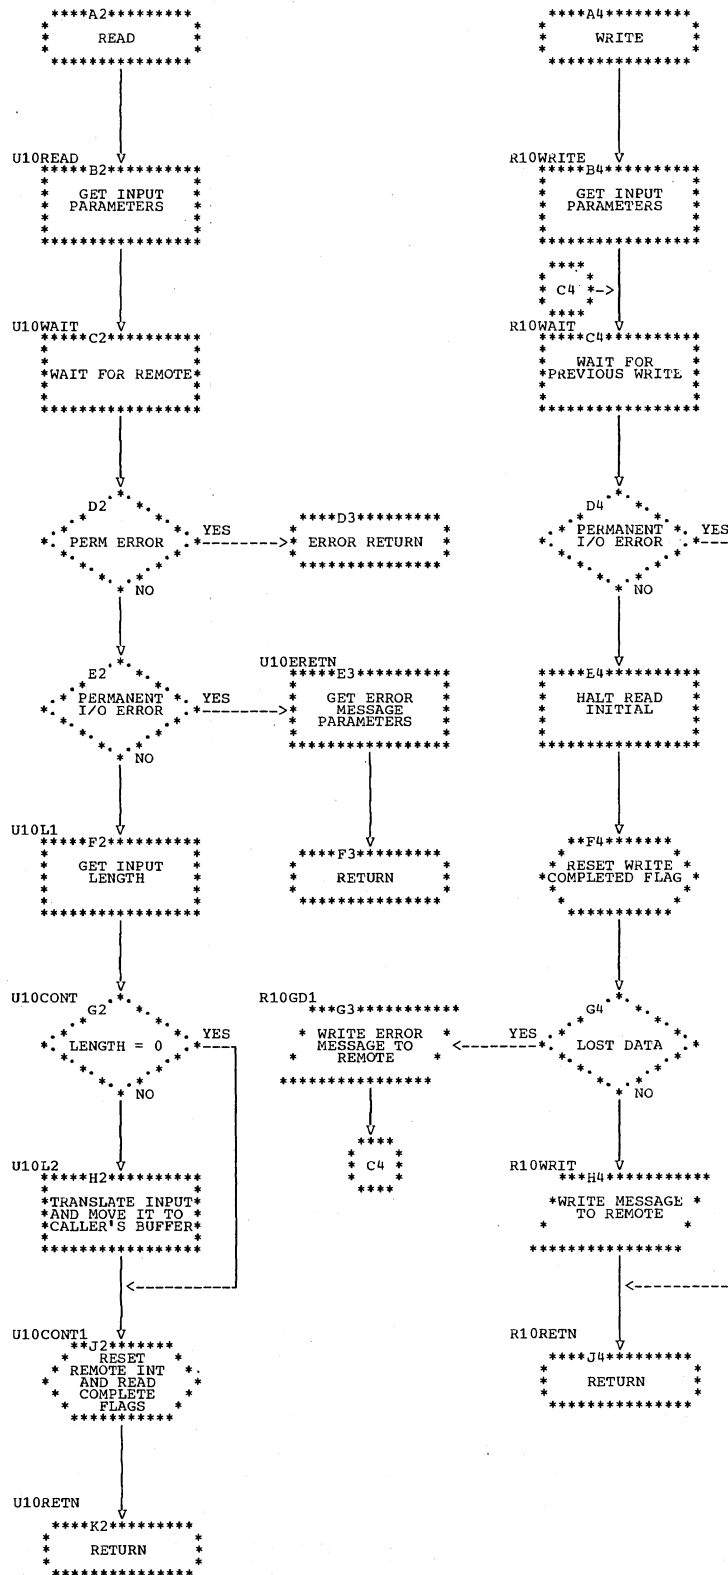 A2
READ
U10READ
B2
GET INPUT
PARAMETERS
U10WAIT
C2
WAIT FOR REMOTE
D2
PERM ERROR
YES
NO
D3
ERROR RETURN
E2
PERMANENT
I/O ERROR
YES
NO
U10ERETN
E3
GET ERROR
MESSAGE
PARAMETERS
F3
RETURN
U10L1
F2
GET INPUT
LENGTH
U10CONT
G2
LENGTH = 0
YES
NO
U10L2
H2
TRANSLATE INPUT
AND MOVE IT TO
CALLER'S BUFFER
U10CONT1
J2
RESET
REMOTE INT
AND READ
COMPLETE
FLAGS
U10RETN
K2
RETURN
A4
WRITE
R10WRITE
B4
GET INPUT
PARAMETERS
C4
R10WAIT
C4
WAIT FOR
PREVIOUS WRITE
D4
PERMANENT
I/O ERROR
YES
NO
E4
HALT READ
INITIAL
F4
RESET WRITE
COMPLETED FLAG
G4
LOST DATA
YES
NO
R10GD1
G3
WRITE ERROR
MESSAGE TO
REMOTE
C4
R10WRIT
H4
WRITE MESSAGE
TO REMOTE
R10RETN
J4
RETURN